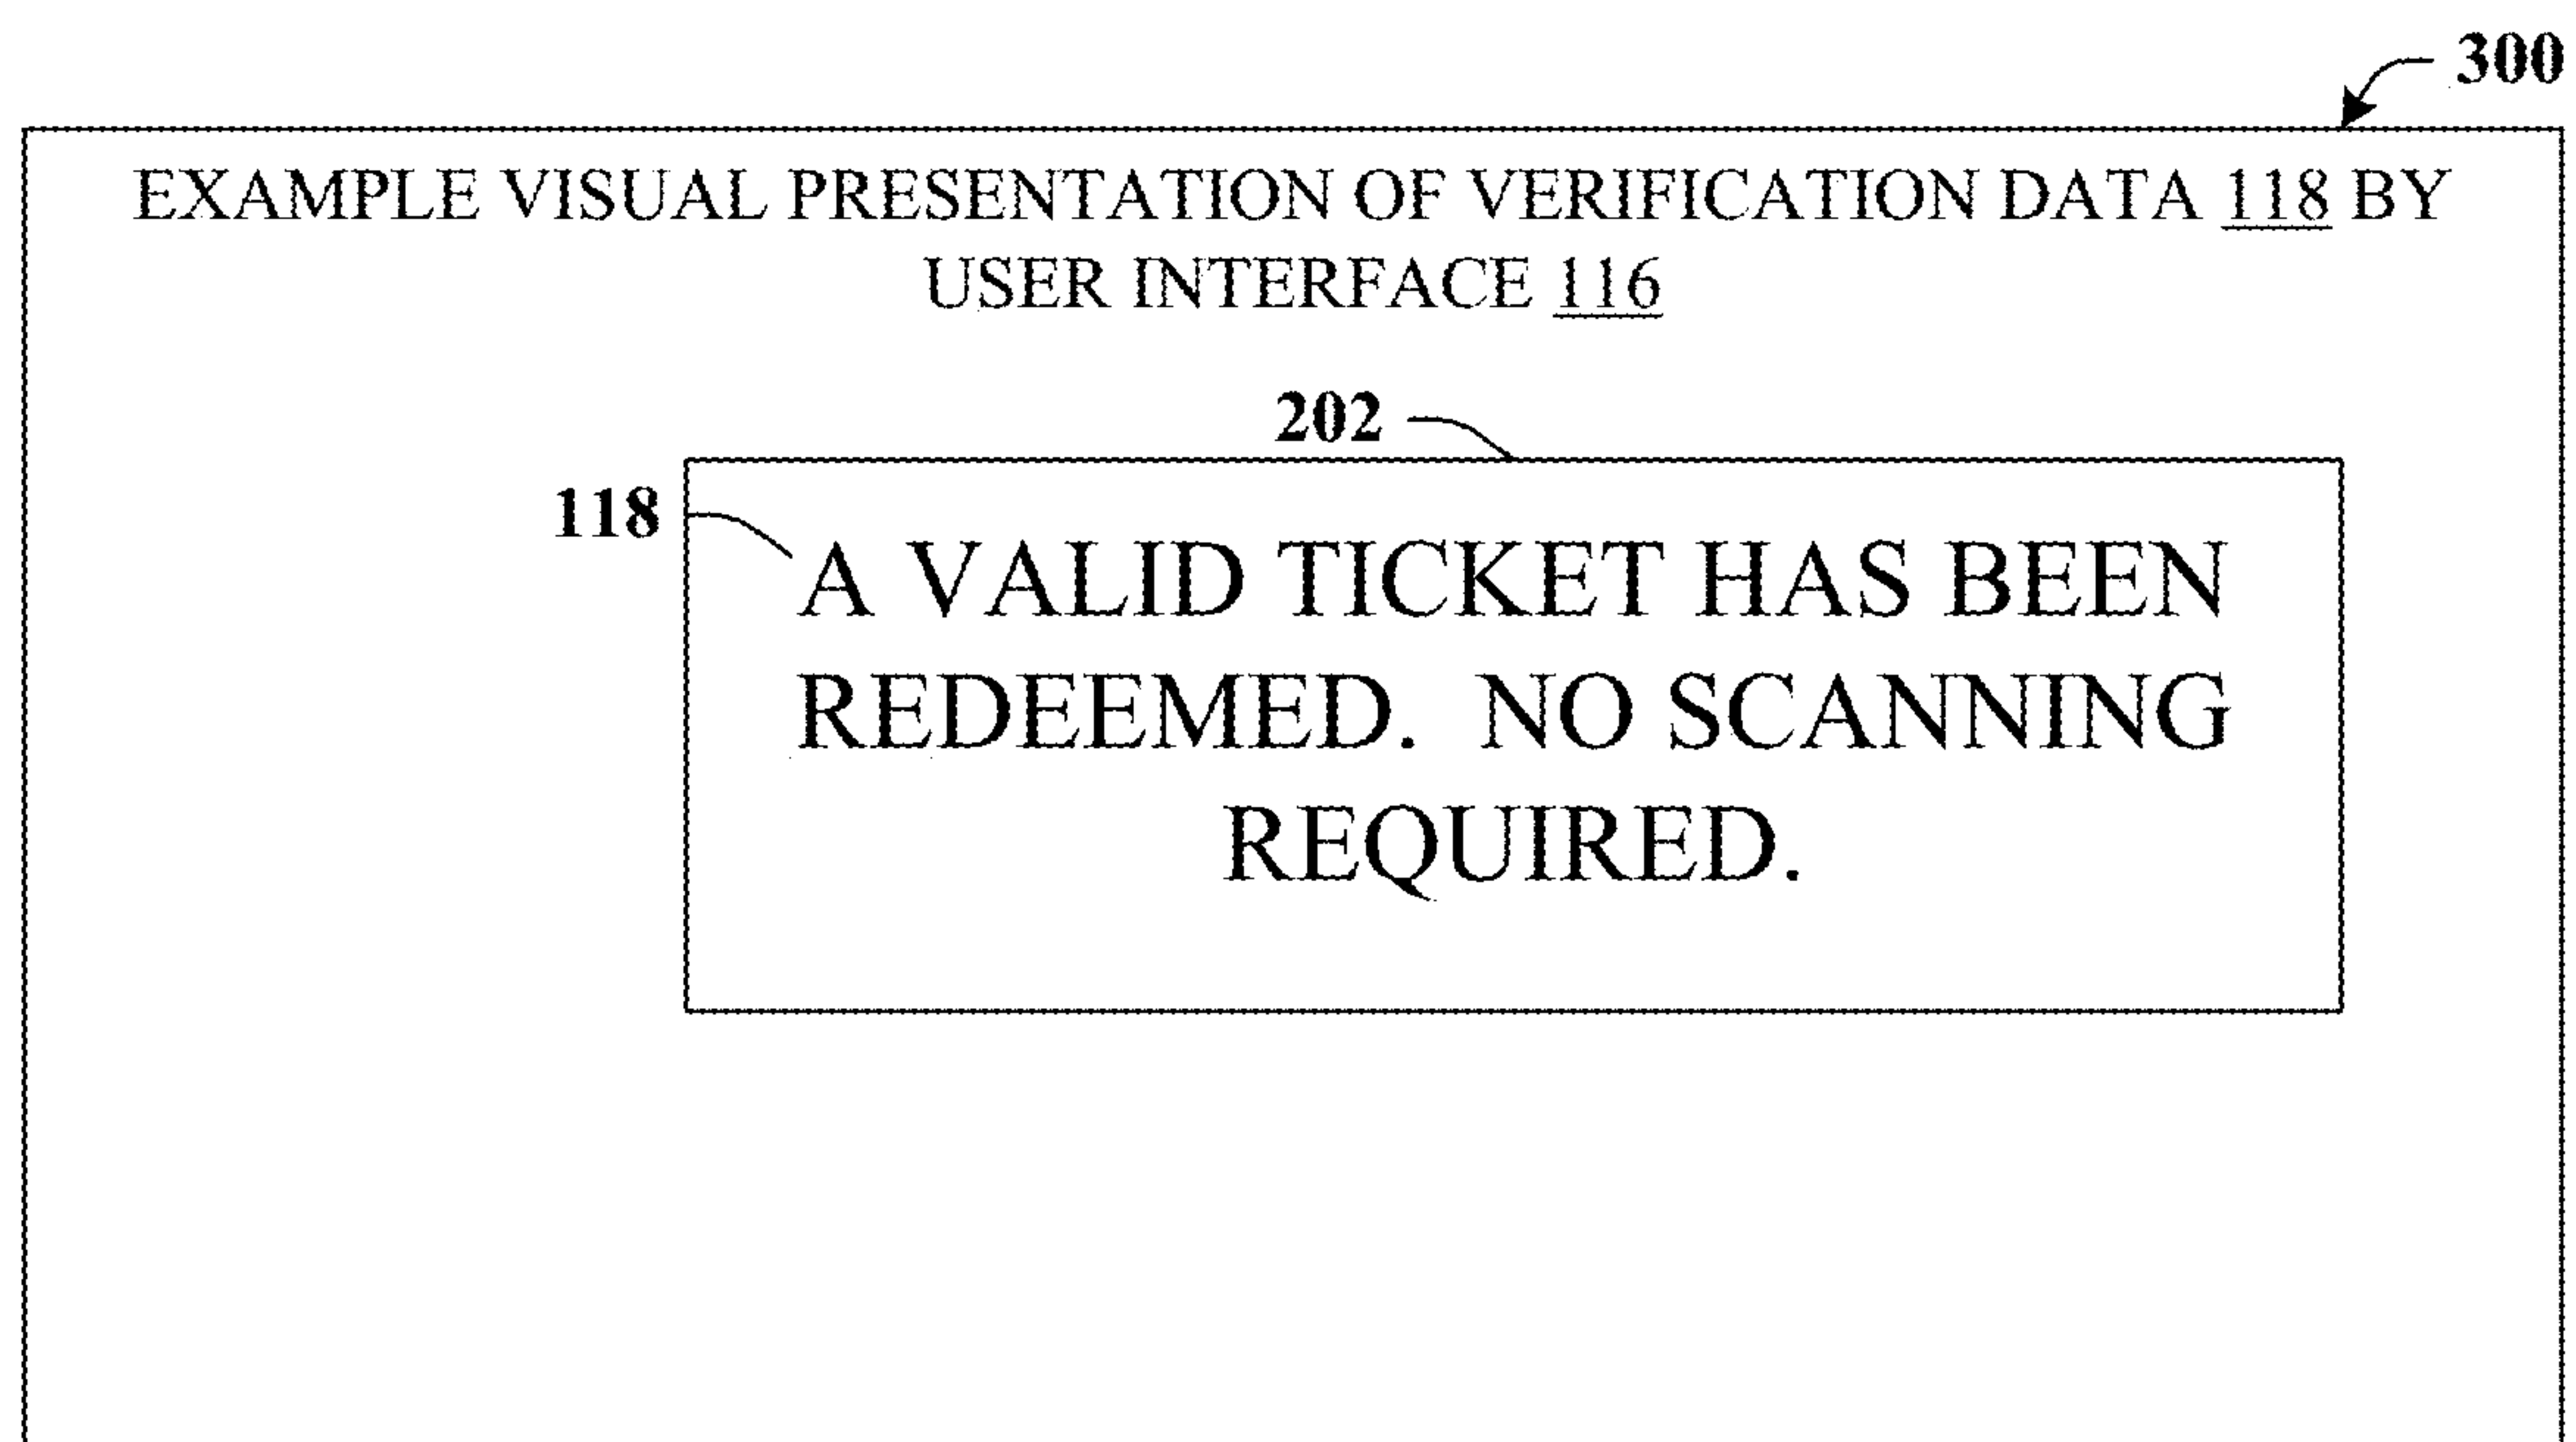 300
EXAMPLE VISUAL PRESENTATION OF VERIFICATION DATA 118 BY
USER INTERFACE 116
202
118
A VALID TICKET HAS BEEN
REDEEMED. NO SCANNING
REQUIRED.